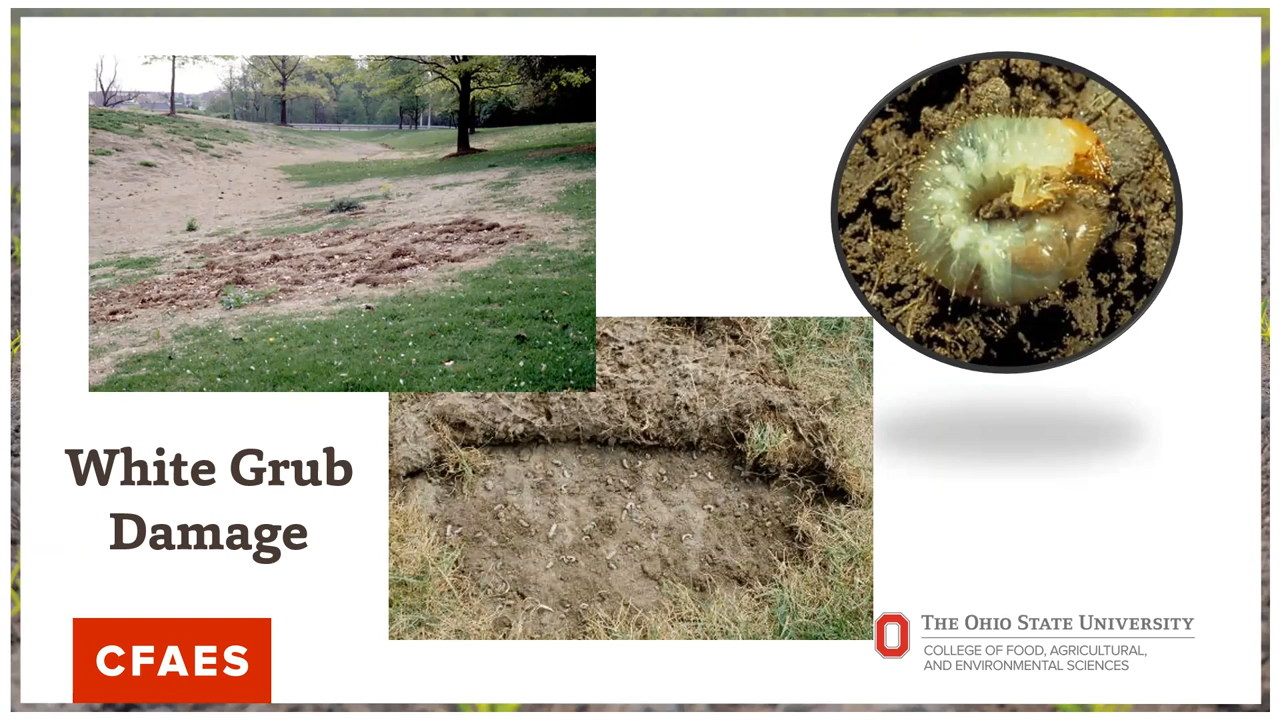 White Grub
Damage
CFAES
THE OHIO STATE UNIVERSITY
COLLEGE OF FOOD, AGRICULTURAL,
AND ENVIRONMENTAL SCIENCES